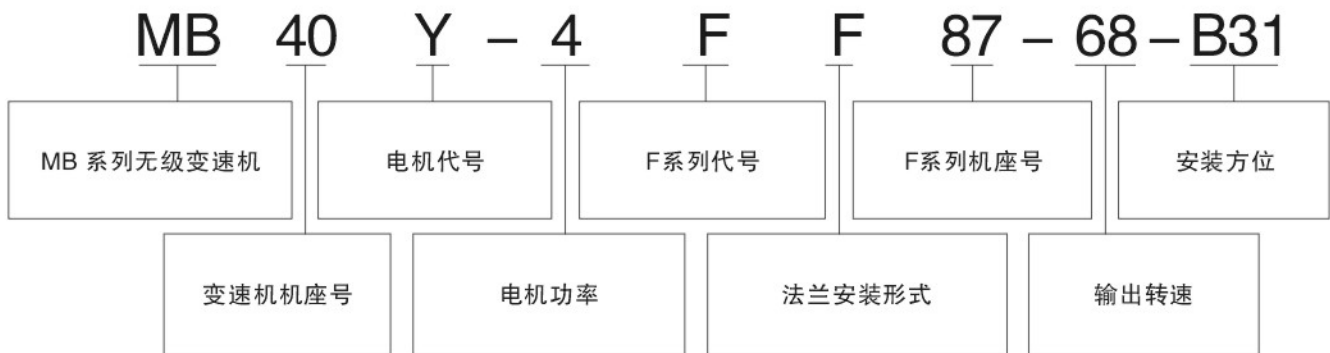 MB 40 Y - 4 F F 87 - 68 - B31
MB 系列无级变速机 电机代号 F系列代号 F系列机座号 安装方位
变速机机座号 电机功率 法兰安装形式 输出转速